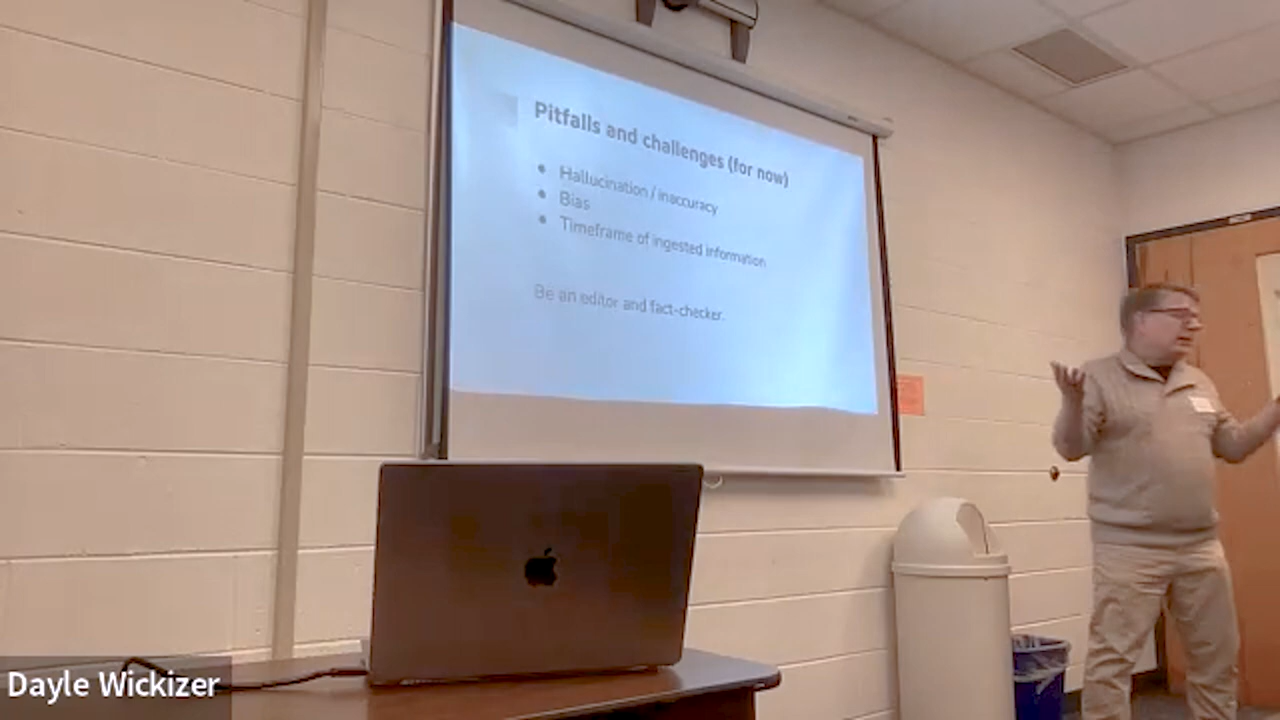 Pitfalls and challenges (for now)
● Hallucination / inaccuracy
● Bias
● Timeframe of ingested information
Be an editor and fact-checker.
Dayle Wickizer